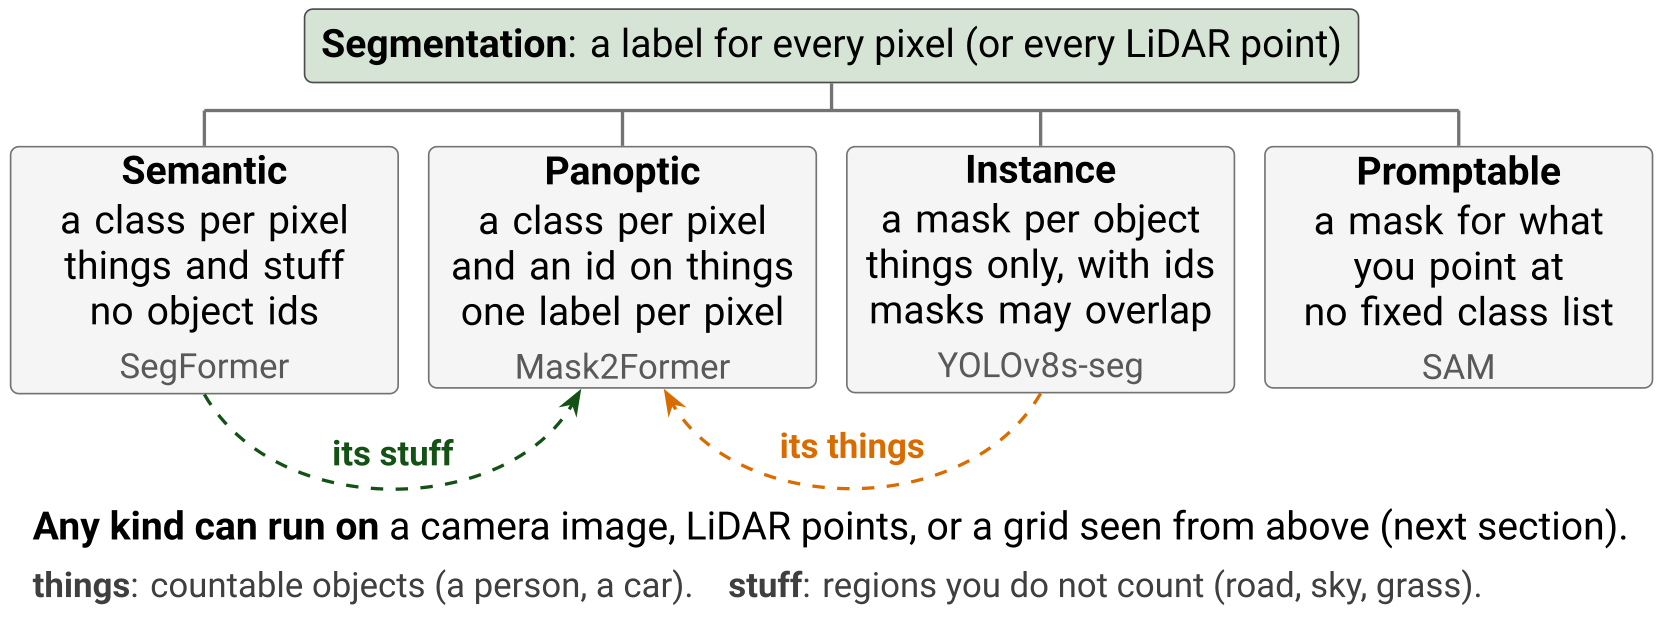 Segmentation: a label for every pixel (or every LiDAR point)
Semantic
a class per pixel
things and stuff
no object ids
SegFormer
Panoptic
a class per pixel
and an id on things
one label per pixel
Mask2Former
Instance
a mask per object
things only, with ids
masks may overlap
YOLOv8s-seg
Promptable
a mask for what
you point at
no fixed class list
SAM
its stuff
its things
Any kind can run on a camera image, LiDAR points, or a grid seen from above (next section).
things: countable objects (a person, a car). stuff: regions you do not count (road, sky, grass).